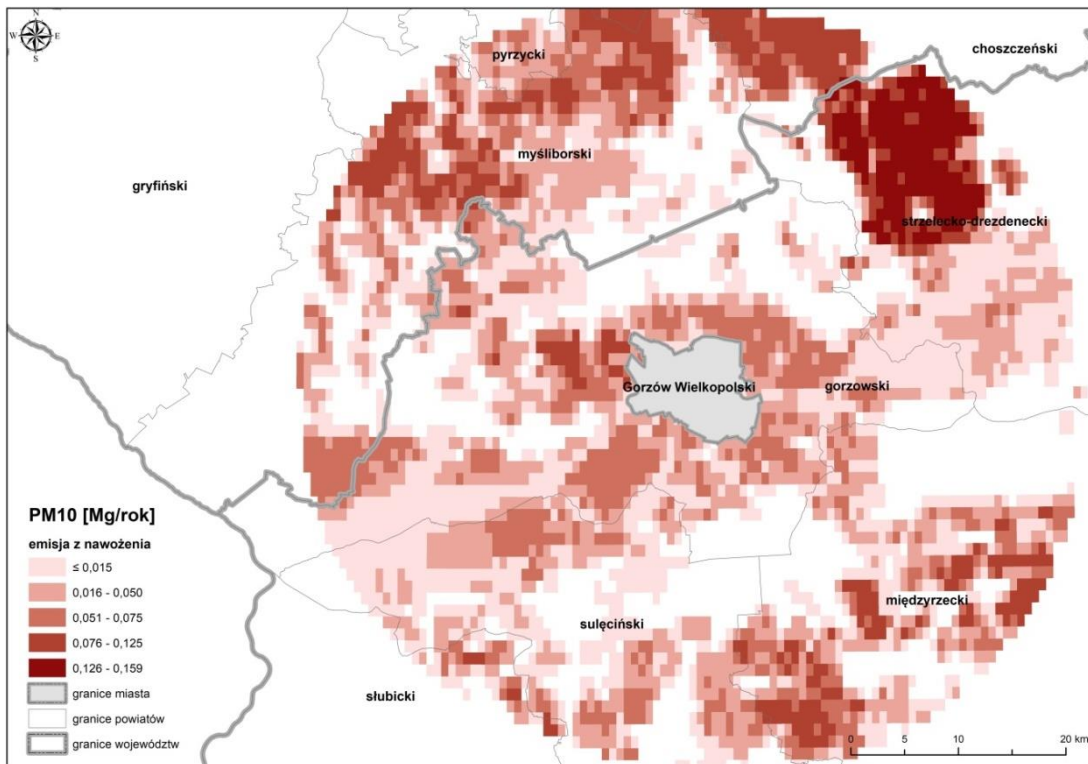 N
W E
S
choszczeński
pyrzycki
myśliborski
gryfiński
strzelecko-drezdenecki
Gorzów Wielkopolski
gorzowski
PM10 [Mg/rok]
emisja z nawożenia
≤ 0,015
0,016 - 0,050
0,051 - 0,075
0,076 - 0,125
0,126 - 0,159
granice miasta
granice powiatów
granice województw
międzyrzecki
sulęciński
słubicki
0 5 10 20 km